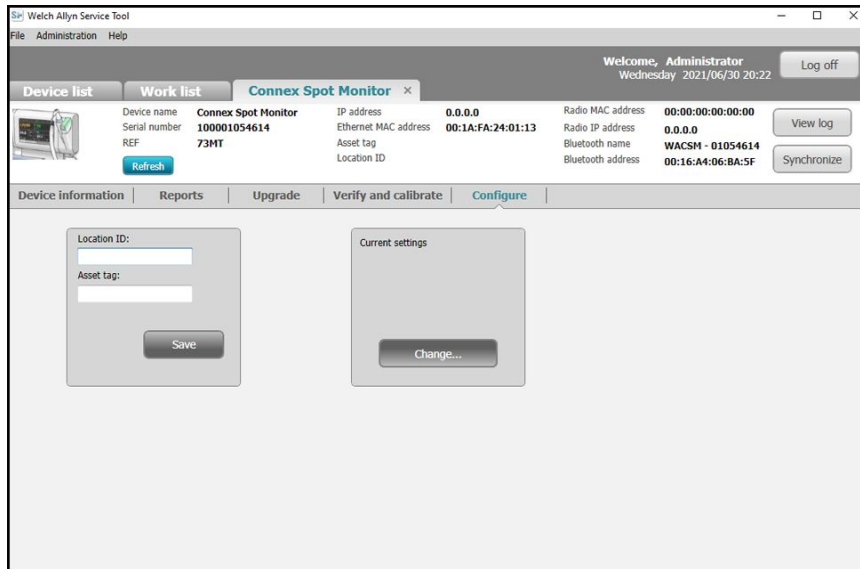 Welch Allyn Service Tool
File Administration Help
Welcome, Administrator
Wednesday 2021/06/30 20:22
Log off
Device list
Work list
Connex Spot Monitor ×
Device name Connex Spot Monitor
Serial number 100001054614
REF 73MT
Refresh
IP address 0.0.0.0
Ethernet MAC address 00:1A:FA:24:01:13
Asset tag
Location ID
Radio MAC address 00:00:00:00:00:00
Radio IP address 0.0.0.0
Bluetooth name WACSM - 01054614
Bluetooth address 00:16:A4:06:BA:5F
View log
Synchronize
Device information Reports Upgrade Verify and calibrate Configure
Location ID:
Asset tag:
Save
Current settings
Change...